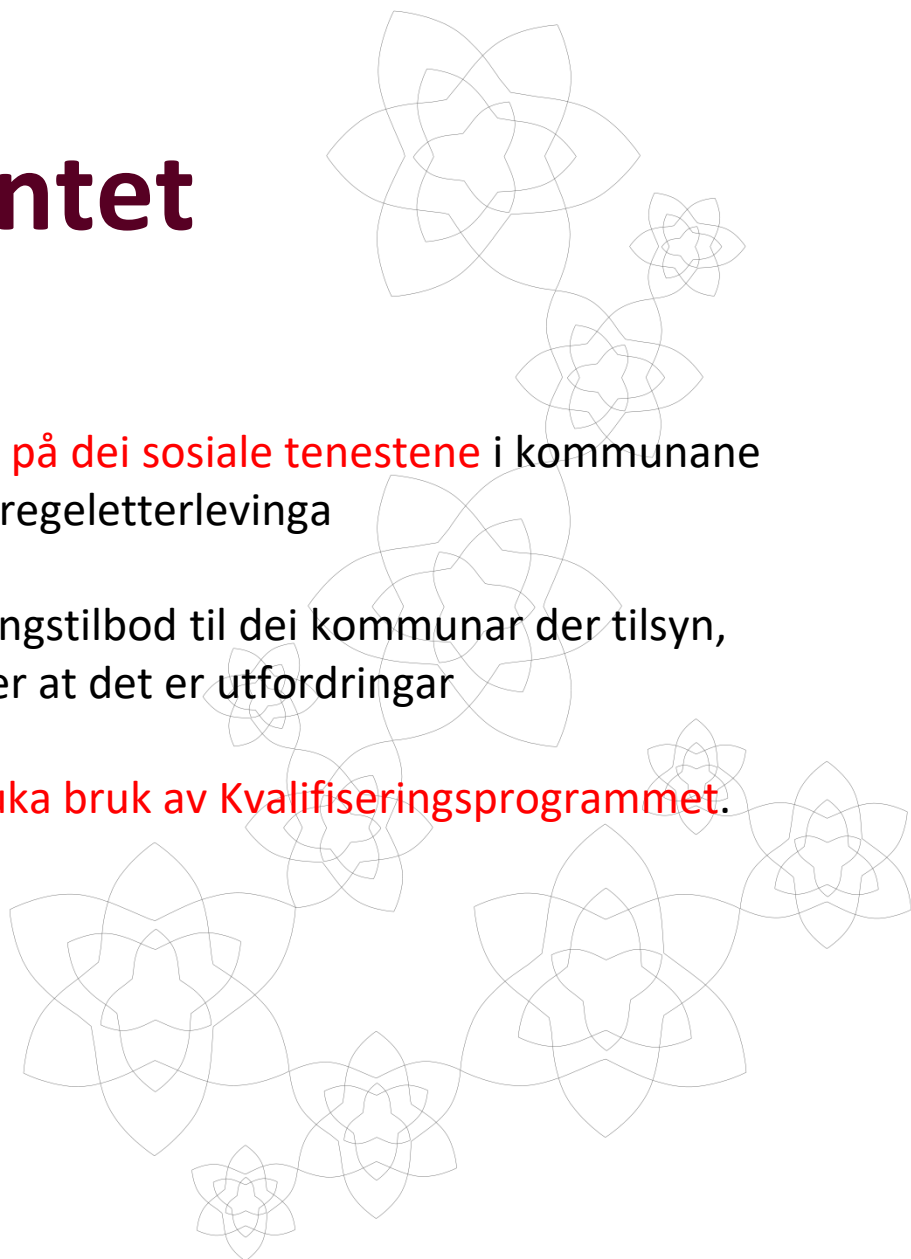 ntet
på dei sosiale tenestene i kommunane
regeletterlevinga
ngstilbod til dei kommunar der tilsyn,
er at det er utfordringar
uka bruk av Kvalifiseringsprogrammet.